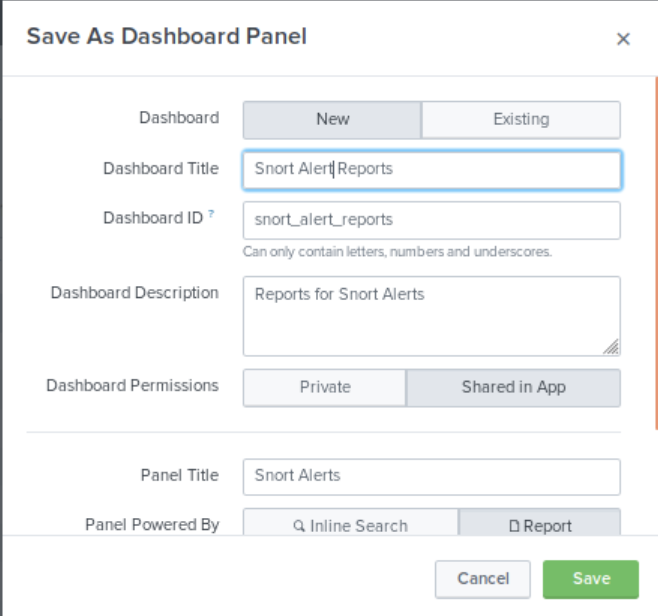 Save As Dashboard Panel ×
Dashboard New Existing
Dashboard Title Snort Alert Reports
Dashboard ID ? snort_alert_reports
Can only contain letters, numbers and underscores.
Dashboard Description Reports for Snort Alerts
Dashboard Permissions Private Shared in App
Panel Title Snort Alerts
Panel Powered By Inline Search Report
Cancel Save